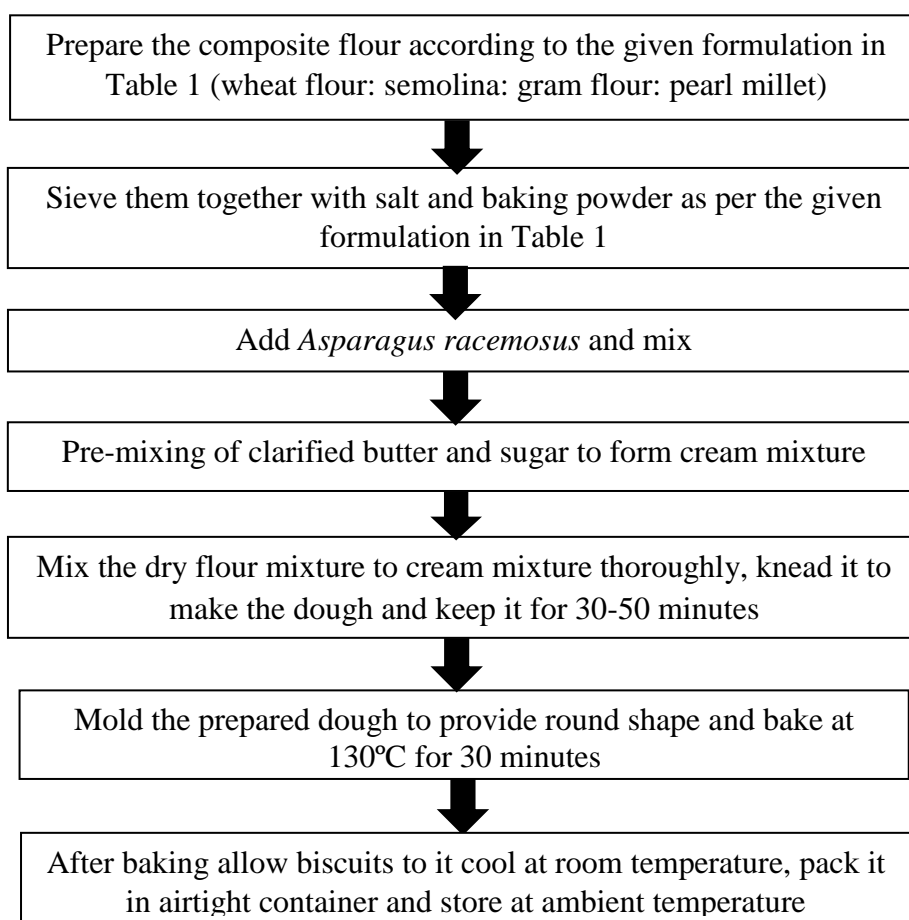 Prepare the composite flour according to the given formulation in
Table 1 (wheat flour: semolina: gram flour: pearl millet)
Sieve them together with salt and baking powder as per the given
formulation in Table 1
Add Asparagus racemosus and mix
Pre-mixing of clarified butter and sugar to form cream mixture
Mix the dry flour mixture to cream mixture thoroughly, knead it to
make the dough and keep it for 30-50 minutes
Mold the prepared dough to provide round shape and bake at
130ºC for 30 minutes
After baking allow biscuits to it cool at room temperature, pack it
in airtight container and store at ambient temperature